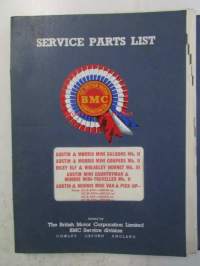 SERVICE PARTS LIST
BMC
AUSTIN & MORRIS MINI SALOONS Mk. II
AUSTIN & MORRIS MINI COOPERS Mk. II
RILEY ELF & WOLSELEY HORNET Mk. III
AUSTIN MINI COUNTRYMAN &
MORRIS MINI-TRAVELLER Mk. II
AUSTIN & MORRIS MINI VAN & PICK-UP—
Issued by
The British Motor Corporation Limited
BMC Service division
COWLEY OXFORD ENGLAND